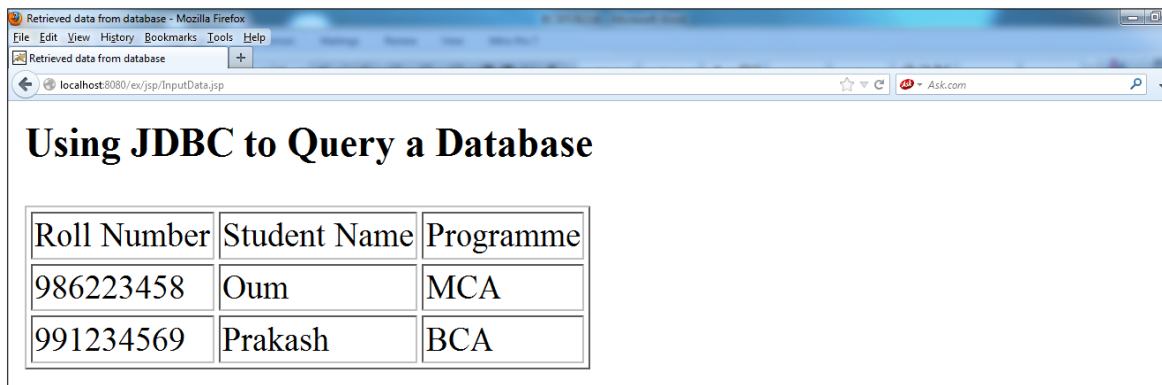 Retrieved data from database - Mozilla Firefox
File Edit View History Bookmarks Tools Help
Retrieved data from database +
localhost:8080/ex/jsp/InputData.jsp Ask Ask.com
Using JDBC to Query a Database
Roll Number Student Name Programme
986223458 Oum MCA
991234569 Prakash BCA